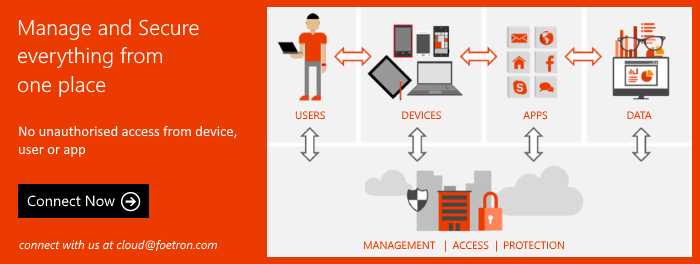 Manage and Secure
everything from
one place
No unauthorised access from device,
user or app
Connect Now
connect with us at cloud@foetron.com
USERS
DEVICES
APPS
DATA
MANAGEMENT | ACCESS | PROTECTION